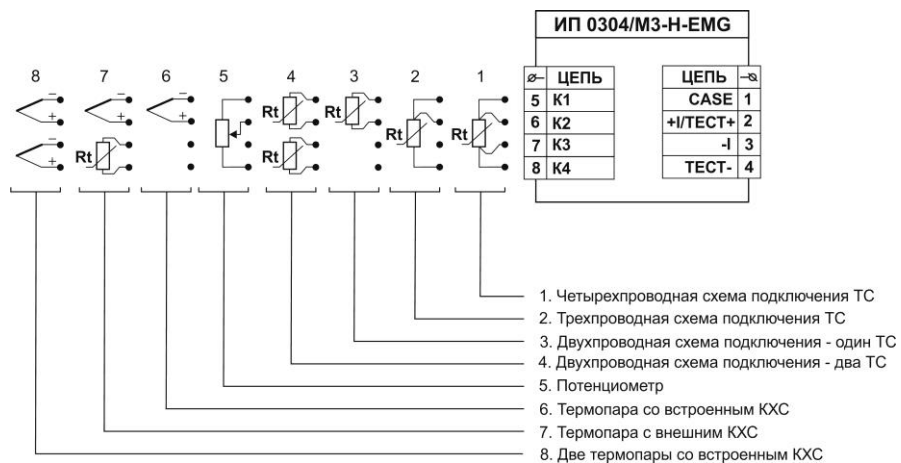 ИП 0304/М3-Н-EMG
8 7 6 5 4 3 2 1
⌀ ЦЕПЬ ЦЕПЬ ⌀
5 К1 CASE 1
6 К2 +I/ТЕСТ+ 2
7 К3 -I 3
8 К4 ТЕСТ- 4
− − − Rt Rt
+ + + Rt Rt
− Rt Rt
+
1. Четырехпроводная схема подключения ТС
2. Трехпроводная схема подключения ТС
3. Двухпроводная схема подключения - один ТС
4. Двухпроводная схема подключения - два ТС
5. Потенциометр
6. Термопара со встроенным КХС
7. Термопара с внешним КХС
8. Две термопары со встроенным КХС